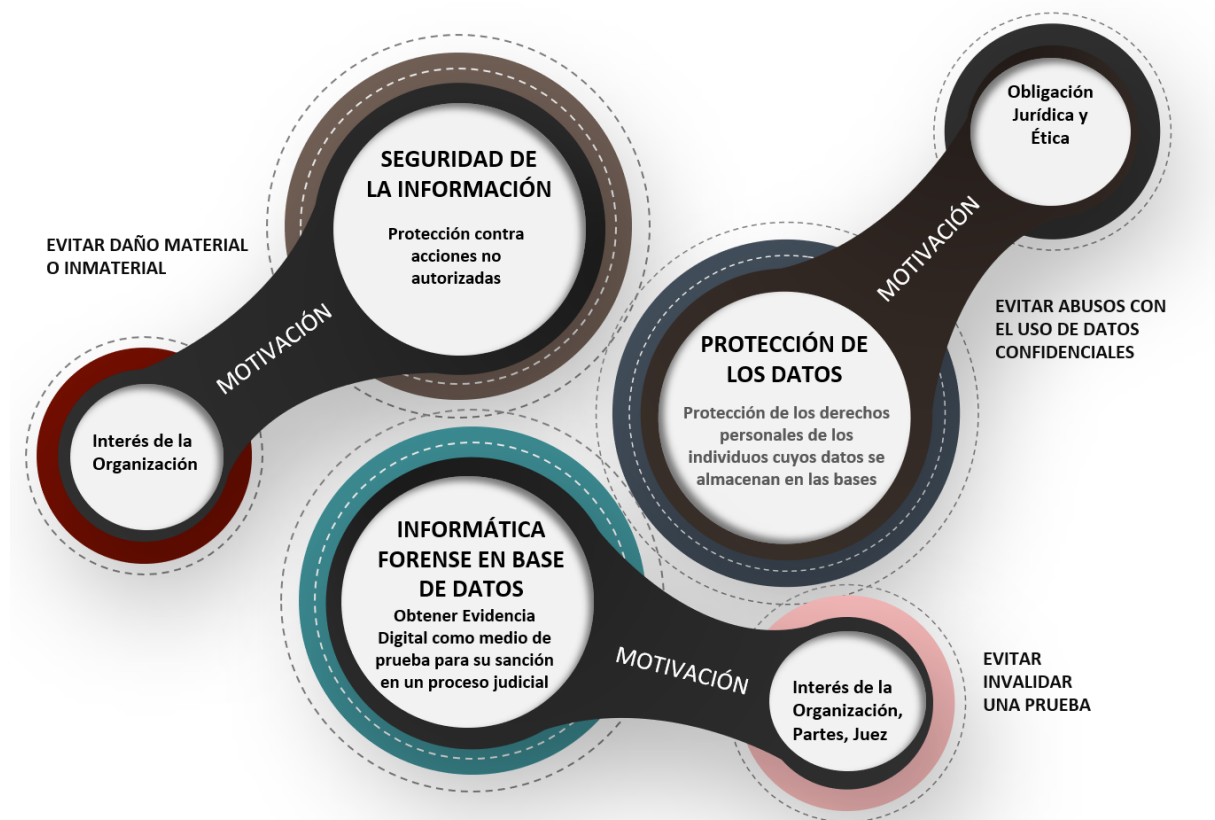 SEGURIDAD DE
LA INFORMACIÓN
Protección contra
acciones no
autorizadas
MOTIVACIÓN
EVITAR DAÑO MATERIAL
O INMATERIAL
Interés de la
Organización
Obligación
Jurídica y
Ética
MOTIVACIÓN
EVITAR ABUSOS CON
EL USO DE DATOS
CONFIDENCIALES
PROTECCIÓN DE
LOS DATOS
Protección de los derechos
personales de los
individuos cuyos datos se
almacenan en las bases
INFORMÁTICA
FORENSE EN BASE
DE DATOS
Obtener Evidencia
Digital como medio de
prueba para su sanción
en un proceso judicial
MOTIVACIÓN
Interés de la
Organización,
Partes, Juez
EVITAR
INVALIDAR
UNA PRUEBA